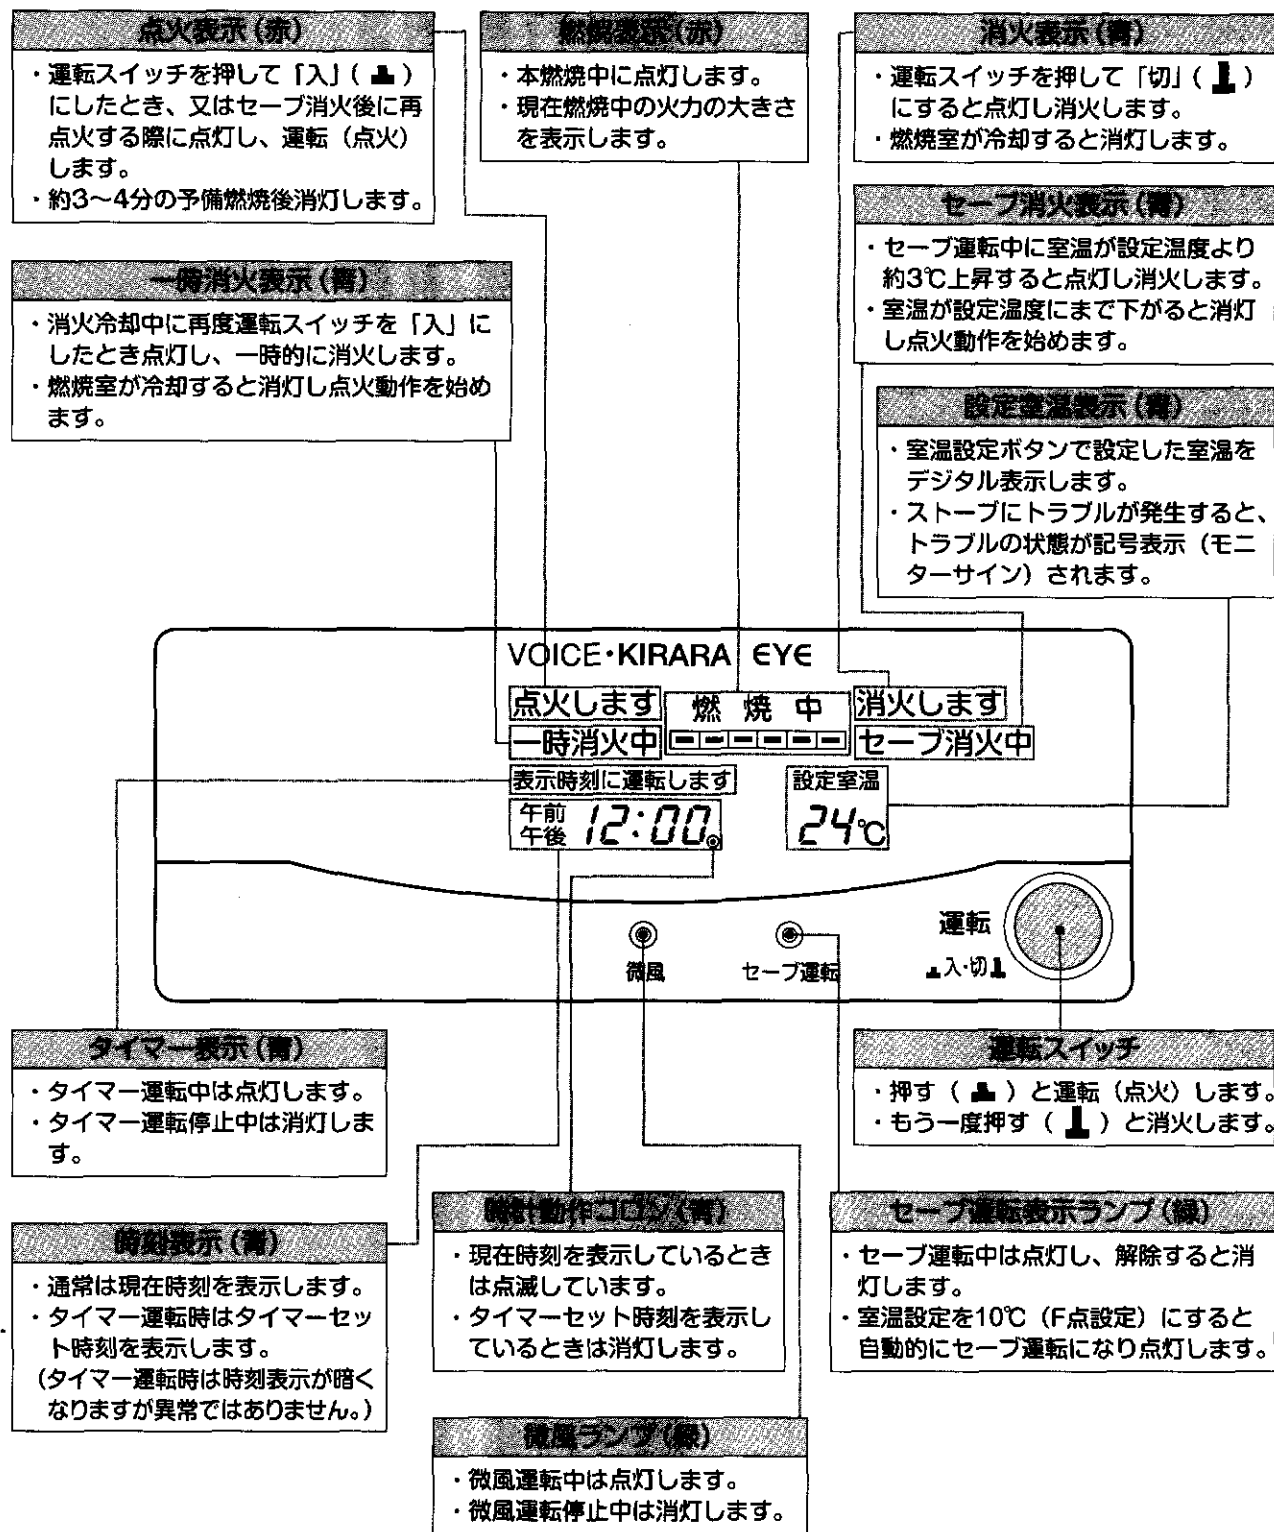 点火表示(赤)
・運転スイッチを押して「入」( )
にしたとき、又はセーブ消火後に再
点火する際に点灯し、運転(点火)
します。
・約3〜4分の予備燃焼後消灯します。
燃焼表示(赤)
・本燃焼中に点灯します。
・現在燃焼中の火力の大きさ
を表示します。
消火表示(青)
・運転スイッチを押して「切」( )
にすると点灯し消火します。
・燃焼室が冷却すると消灯します。
セーブ消火表示(青)
・セーブ運転中に室温が設定温度より
約3℃上昇すると点灯し消火します。
・室温が設定温度にまで下がると消灯
し点火動作を始めます。
一時消火表示(青)
・消火冷却中に再度運転スイッチを「入」に
したとき点灯し、一時的に消火します。
・燃焼室が冷却すると消灯し点火動作を始め
ます。
設定室温表示(青)
・室温設定ボタンで設定した室温を
デジタル表示します。
・ストーブにトラブルが発生すると、
トラブルの状態が記号表示(モニ
ターサイン)されます。
VOICE・KIRARA EYE
点火します
燃焼中
消火します
一時消火中
セーブ消火中
表示時刻に運転します
設定室温
午前
午後
12:00
24℃
運転
入・切
微風
セーブ運転
タイマー表示(青)
・タイマー運転中は点灯します。
・タイマー運転停止中は消灯しま
す。
運転スイッチ
・押す( )と運転(点火)します。
・もう一度押す( )と消火します。
時刻表示(青)
・通常は現在時刻を表示します。
・タイマー運転時はタイマーセッ
ト時刻を表示します。
(タイマー運転時は時刻表示が暗く
なりますが異常ではありません。)
時計動作コロン(青)
・現在時刻を表示しているとき
は点滅しています。
・タイマーセット時刻を表示し
ているときは消灯します。
セーブ運転表示ランプ(緑)
・セーブ運転中は点灯し、解除すると消
灯します。
・室温設定を10℃(F点設定)にすると
自動的にセーブ運転になり点灯します。
微風ランプ(緑)
・微風運転中は点灯します。
・微風運転停止中は消灯します。